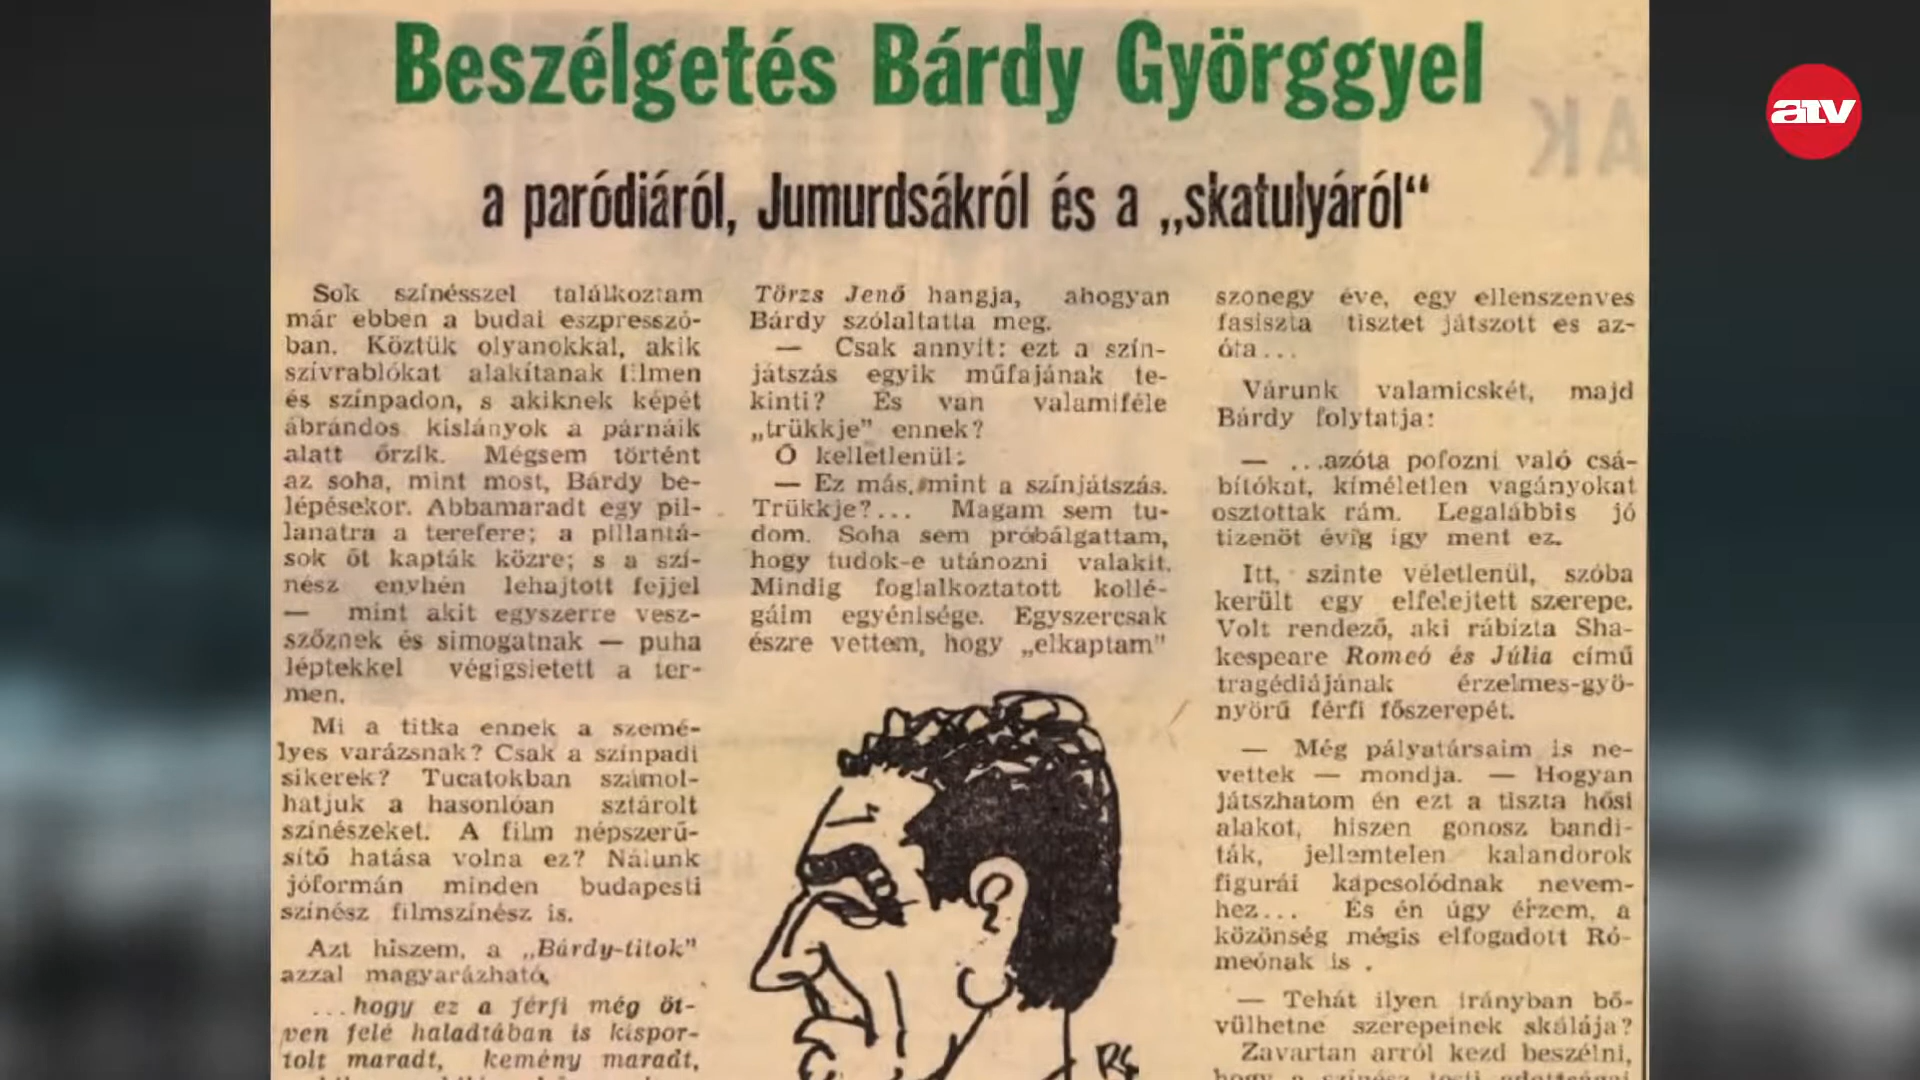 Beszélgetés Bárdy Györggyel
a paródiáról, Jumurdsákról és a „skatulyáról“
Sok színésszel találkoztam
már ebben a budai eszpresszó-
ban. Köztük olyanokkal, akik
szívrablókat alakítanak filmen
és színpadon, s akiknek képét
ábrándos kislányok a párnáik
alatt őrzik. Mégsem történt
az soha, mint most, Bárdy be-
lépésekor. Abbamaradt egy pil-
lanatra a terefere; a pillantá-
sok őt kapták közre; s a szí-
nész enyhén lehajtott fejjel
— mint akit egyszerre vesz-
szőznek és simogatnak — puha
léptekkel végigsietett a ter-
men.
Mi a titka ennek a szemé-
lyes varázsnak? Csak a színpadi
sikerek? Tucatokban számol-
hatjuk a hasonlóan sztárolt
színészeket. A film népszerű-
sítő hatása volna ez? Nálunk
jóformán minden budapesti
színész filmszínész is.
Azt hiszem, a „Bárdy-titok"
azzal magyarázható,
...hogy ez a férfi még öt-
ven felé haladtában is kispor-
tolt maradt, kemény maradt,
Törzs Jenő hangja, ahogyan
Bárdy szólaltatta meg.
— Csak annyit: ezt a szín-
játszás egyik műfajának te-
kinti? És van valamiféle
„trükkje" ennek?
Ő kelletlenül:
— Ez más, mint a színjátszás.
Trükkje?... Magam sem tu-
dom. Soha sem próbálgattam,
hogy tudok-e utánozni valakit.
Mindig foglalkoztatott kollé-
gáim egyénisége. Egyszercsak
észre vettem, hogy „elkaptam"
RG
szonegy éve, egy ellenszenves
fasiszta tisztet játszott és az-
óta...
Várunk valamicskét, majd
Bárdy folytatja:
— ...azóta pofozni való csá-
bítókat, kíméletlen vagányokat
osztottak rám. Legalábbis jó
tizenöt évig így ment ez.
Itt, szinte véletlenül, szóba
került egy elfelejtett szerepe.
Volt rendező, aki rábízta Sha-
kespeare Romeó és Júlia című
tragédiájának érzelmes-gyö-
nyörű férfi főszerepét.
— Még pályatársaim is ne-
vettek — mondja. — Hogyan
játszhatom én ezt a tiszta hősi
alakot, hiszen gonosz bandi-
ták, jellemtelen kalandorok
figurái kapcsolódnak nevem-
hez... És én úgy érzem, a
közönség mégis elfogadott Ró-
meónak is .
— Tehát ilyen irányban bő-
vülhetne szerepeinek skálája?
Zavartan arról kezd beszélni,
atv